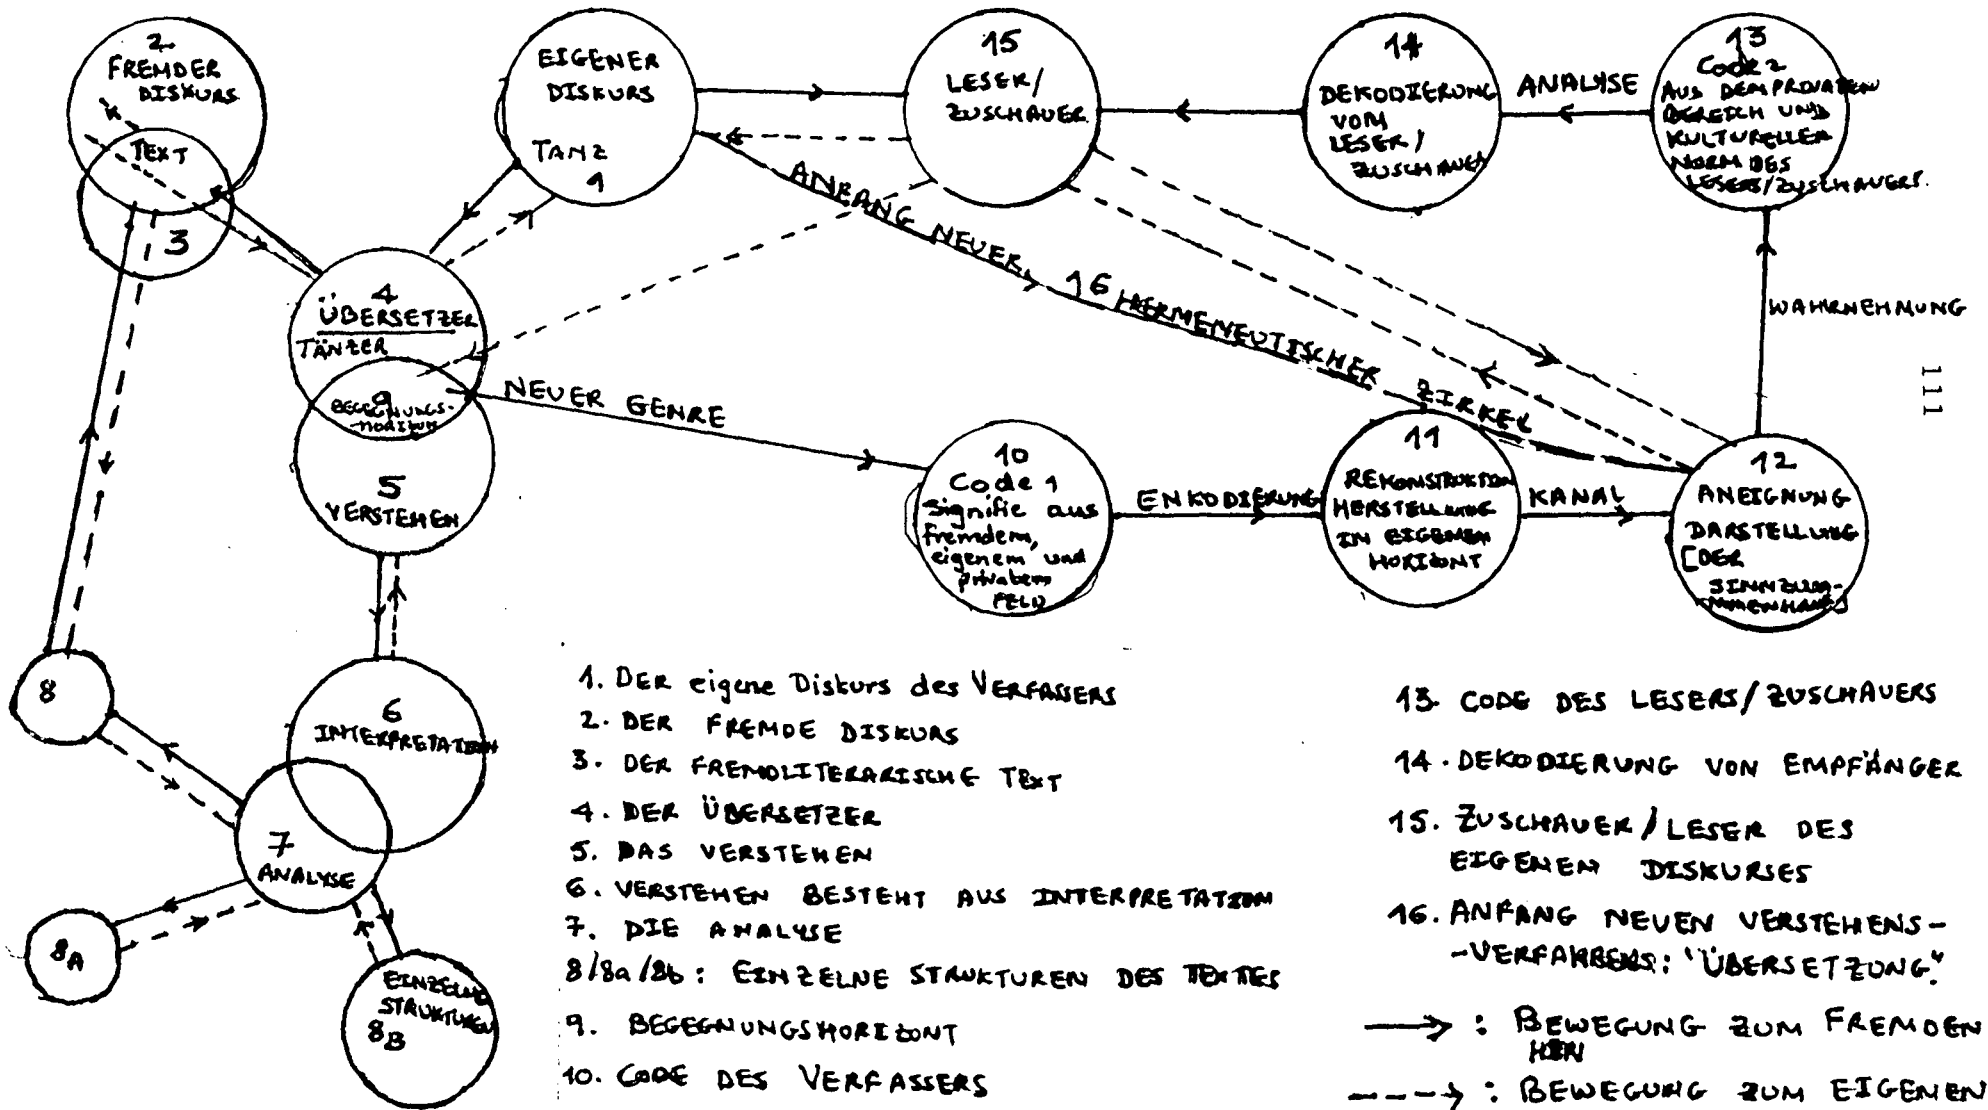 2
FREMDER
DISKURS
TEXT
3
EIGENER
DISKURS
TANZ
1
15
LESER/
ZUSCHAUER
14
DEKODIERUNG
VOM
LESER/
ZUSCHAUER
ANALYSE
13
Code 2
AUS DEM PRIVATEN
BEREICH UND
KULTURELLEN
NORM DES
LESERS/ZUSCHAUERS.
4
ÜBERSETZER
TÄNZER
9
BEGEGNUNGS-
-HORIZONT
5
VERSTEHEN
ANFANG NEUER, 16 HERMENEUTISCHER ZIRKEL
WAHRNEHMUNG
111
NEUER GENRE
10
Code 1
Signifie aus
fremdem,
eigenem und
privatem
FELD
ENKODIERUNG
11
REKONSTRUKTION
HERSTELLUNG
IN EIGENEM
HORIZONT
KANAL
12
ANEIGNUNG
DARSTELLUNG
[DER
SINNZUSA-
MMENHANG]
8
6
INTERPRETATION
7
ANALYSE
8A
EINZELNE
STRUKTUREN
8B
1. DER eigene Diskurs des VERFASSERS
2. DER FREMDE DISKURS
3. DER FREMDLITERARISCHE TEXT
4. DER ÜBERSETZER
5. DAS VERSTEHEN
6. VERSTEHEN BESTEHT AUS INTERPRETATION
7. DIE ANALYSE
8/8a/8b: EINZELNE STRUKTUREN DES TEXTES
9. BEGEGNUNGSHORIZONT
10. CODE DES VERFASSERS
13. CODE DES LESERS/ZUSCHAUERS
14. DEKODIERUNG VON EMPFÄNGER
15. ZUSCHAUER/LESER DES
EIGENEN DISKURSES
16. ANFANG NEUEN VERSTEHENS-
-VERFAHRENS: "ÜBERSETZUNG"
: BEWEGUNG ZUM FREMDEN
HIN
: BEWEGUNG ZUM EIGENEN